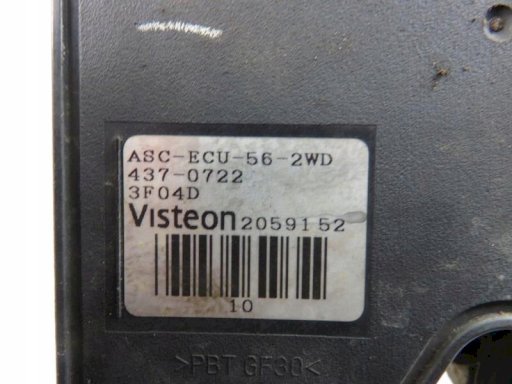 ASC-ECU-56-2WD
437-0722
3F04D
Visteon 2059152
10
>PBT GF30<